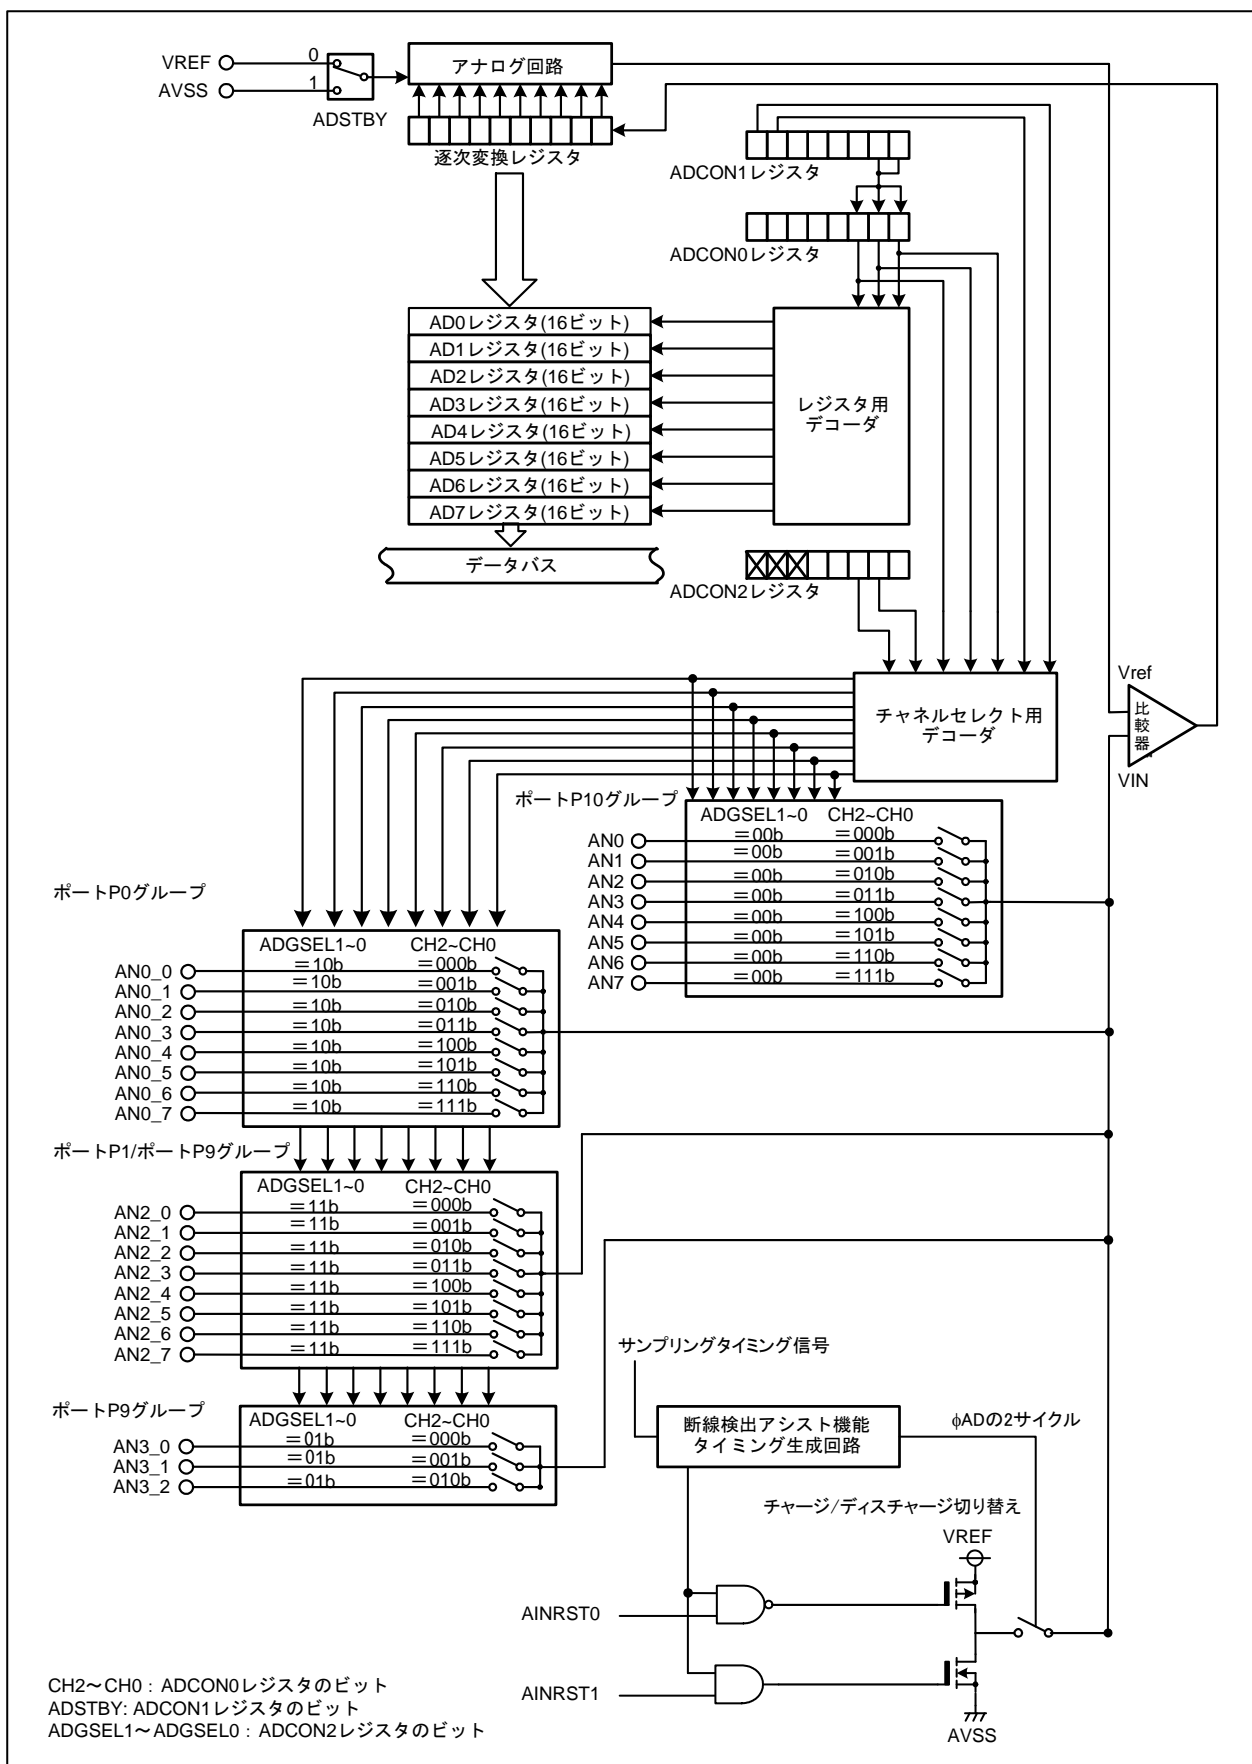 VREF
0
AVSS
1
ADSTBY
アナログ回路
逐次変換レジスタ
ADCON1レジスタ
ADCON0レジスタ
AD0レジスタ(16ビット)
AD1レジスタ(16ビット)
AD2レジスタ(16ビット)
AD3レジスタ(16ビット)
AD4レジスタ(16ビット)
AD5レジスタ(16ビット)
AD6レジスタ(16ビット)
AD7レジスタ(16ビット)
レジスタ用
デコーダ
データバス
ADCON2レジスタ
チャネルセレクト用
デコーダ
Vref
比較器
VIN
ポートP10グループ
ADGSEL1~0 CH2~CH0
AN0 =00b =000b
AN1 =00b =001b
AN2 =00b =010b
AN3 =00b =011b
AN4 =00b =100b
AN5 =00b =101b
AN6 =00b =110b
AN7 =00b =111b
ポートP0グループ
ADGSEL1~0 CH2~CH0
AN0_0 =10b =000b
AN0_1 =10b =001b
AN0_2 =10b =010b
AN0_3 =10b =011b
AN0_4 =10b =100b
AN0_5 =10b =101b
AN0_6 =10b =110b
AN0_7 =10b =111b
ポートP1/ポートP9グループ
ADGSEL1~0 CH2~CH0
AN2_0 =11b =000b
AN2_1 =11b =001b
AN2_2 =11b =010b
AN2_3 =11b =011b
AN2_4 =11b =100b
AN2_5 =11b =101b
AN2_6 =11b =110b
AN2_7 =11b =111b
ポートP9グループ
ADGSEL1~0 CH2~CH0
AN3_0 =01b =000b
AN3_1 =01b =001b
AN3_2 =01b =010b
サンプリングタイミング信号
断線検出アシスト機能
タイミング生成回路
φADの2サイクル
チャージ/ディスチャージ切り替え
VREF
AINRST0
AINRST1
AVSS
CH2～CH0 : ADCON0レジスタのビット
ADSTBY: ADCON1レジスタのビット
ADGSEL1～ADGSEL0 : ADCON2レジスタのビット